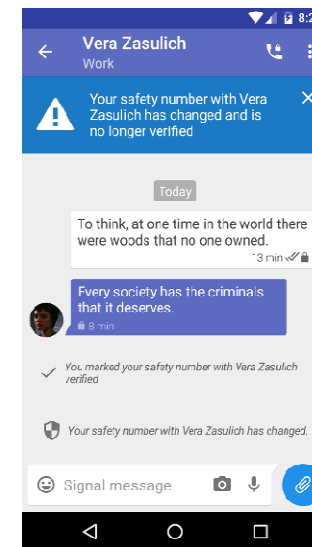 8:2
Vera Zasulich
Work
Your safety number with Vera
Zasulich has changed and is
no longer verified
Today
To think, at one time in the world there
were woods that no one owned.
13 min
Every society has the criminals
that it deserves.
8 min
You marked your safety number with Vera Zasulich
verified
Your safety number with Vera Zasulich has changed.
Signal message